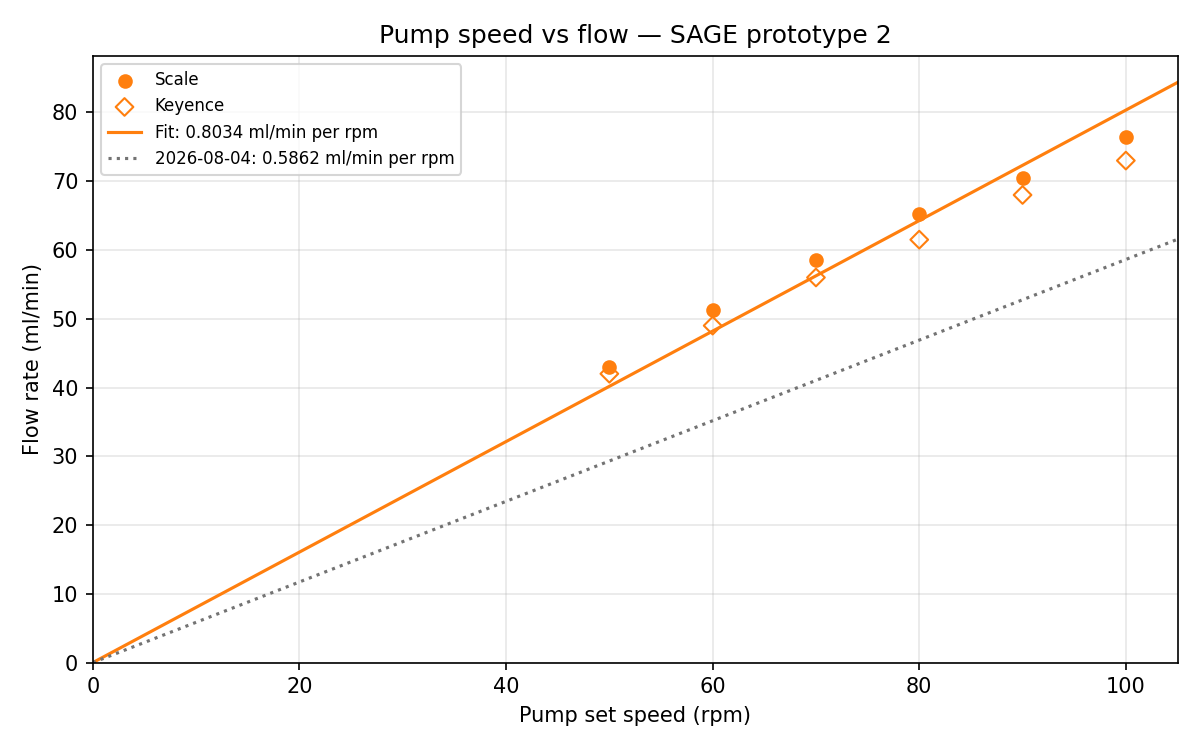 Pump speed vs flow — SAGE prototype 2
Scale
Keyence
Fit: 0.8034 ml/min per rpm
2026-08-04: 0.5862 ml/min per rpm
Flow rate (ml/min)
80
70
60
50
40
30
20
10
0
0 20 40 60 80 100
Pump set speed (rpm)